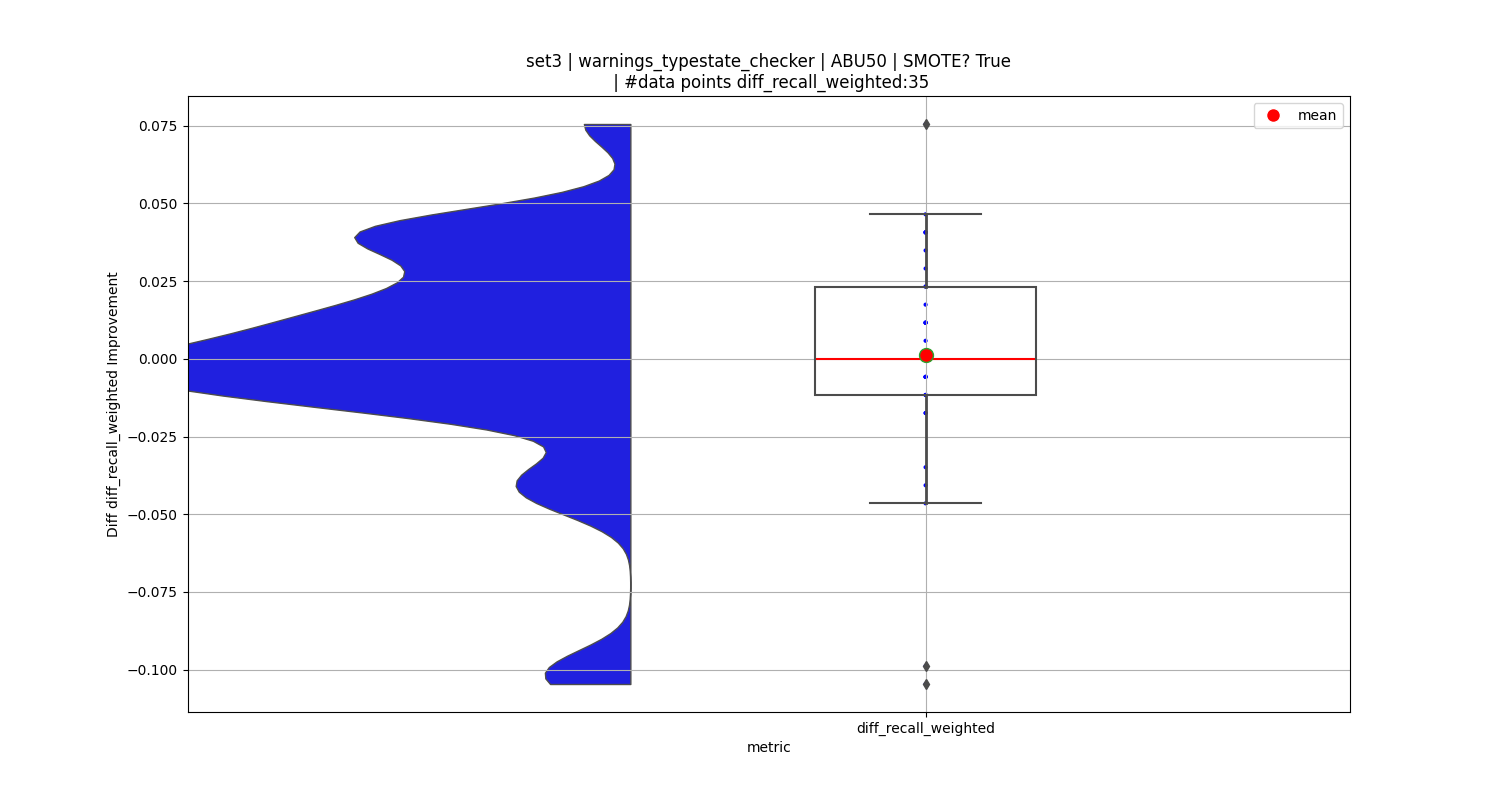 set3 | warnings_typestate_checker | ABU50 | SMOTE? True
| #data points diff_recall_weighted:35
mean
0.075
0.050
0.025
0.000
−0.025
−0.050
−0.075
−0.100
Diff diff_recall_weighted Improvement
diff_recall_weighted
metric